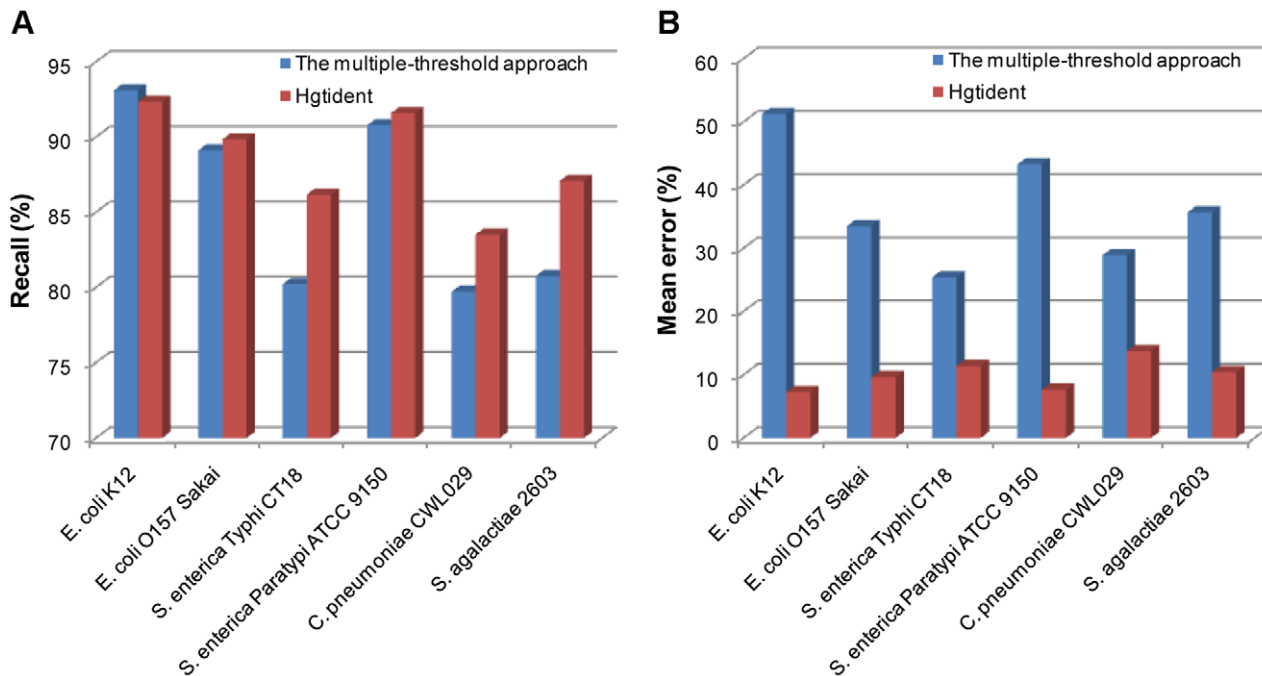 A
The multiple-threshold approach
Hgtident
Recall (%)
95
90
85
80
75
70
E. coli K12
E. coli O157 Sakai
S. enterica Typhi CT18
S. enterica Paratypi ATCC 9150
C. pneumoniae CWL029
S. agalactiae 2603
B
The multiple-threshold approach
Hgtident
Mean error (%)
60
50
40
30
20
10
0
E. coli K12
E. coli O157 Sakai
S. enterica Typhi CT18
S. enterica Paratypi ATCC 9150
C. pneumoniae CWL029
S. agalactiae 2603